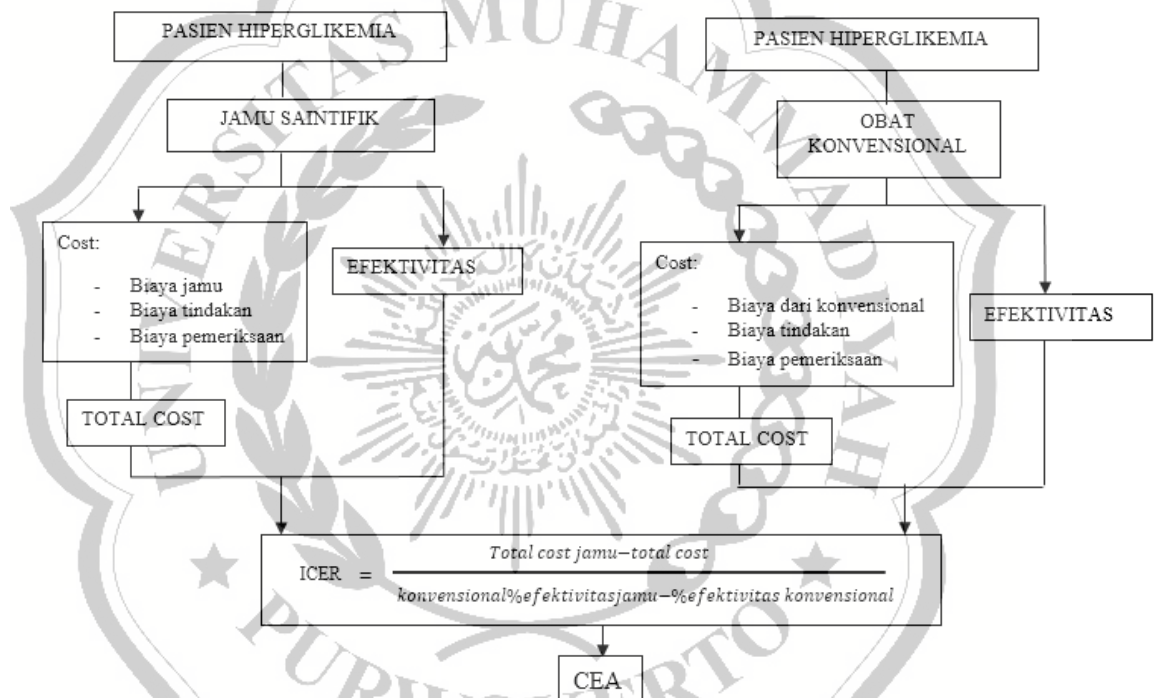 PASIEN HIPERGLIKEMIA
JAMU SAINTIFIK
Cost:
- Biaya jamu
- Biaya tindakan
- Biaya pemeriksaan
EFEKTIVITAS
TOTAL COST
PASIEN HIPERGLIKEMIA
OBAT
KONVENSIONAL
Cost:
- Biaya dari konvensional
- Biaya tindakan
- Biaya pemeriksaan
EFEKTIVITAS
TOTAL COST
Total cost jamu−total cost
ICER =
konvensional%efektivitasjamu−%efektivitas konvensional
CEA
UNIVERSITAS MUHAMMADIYAH